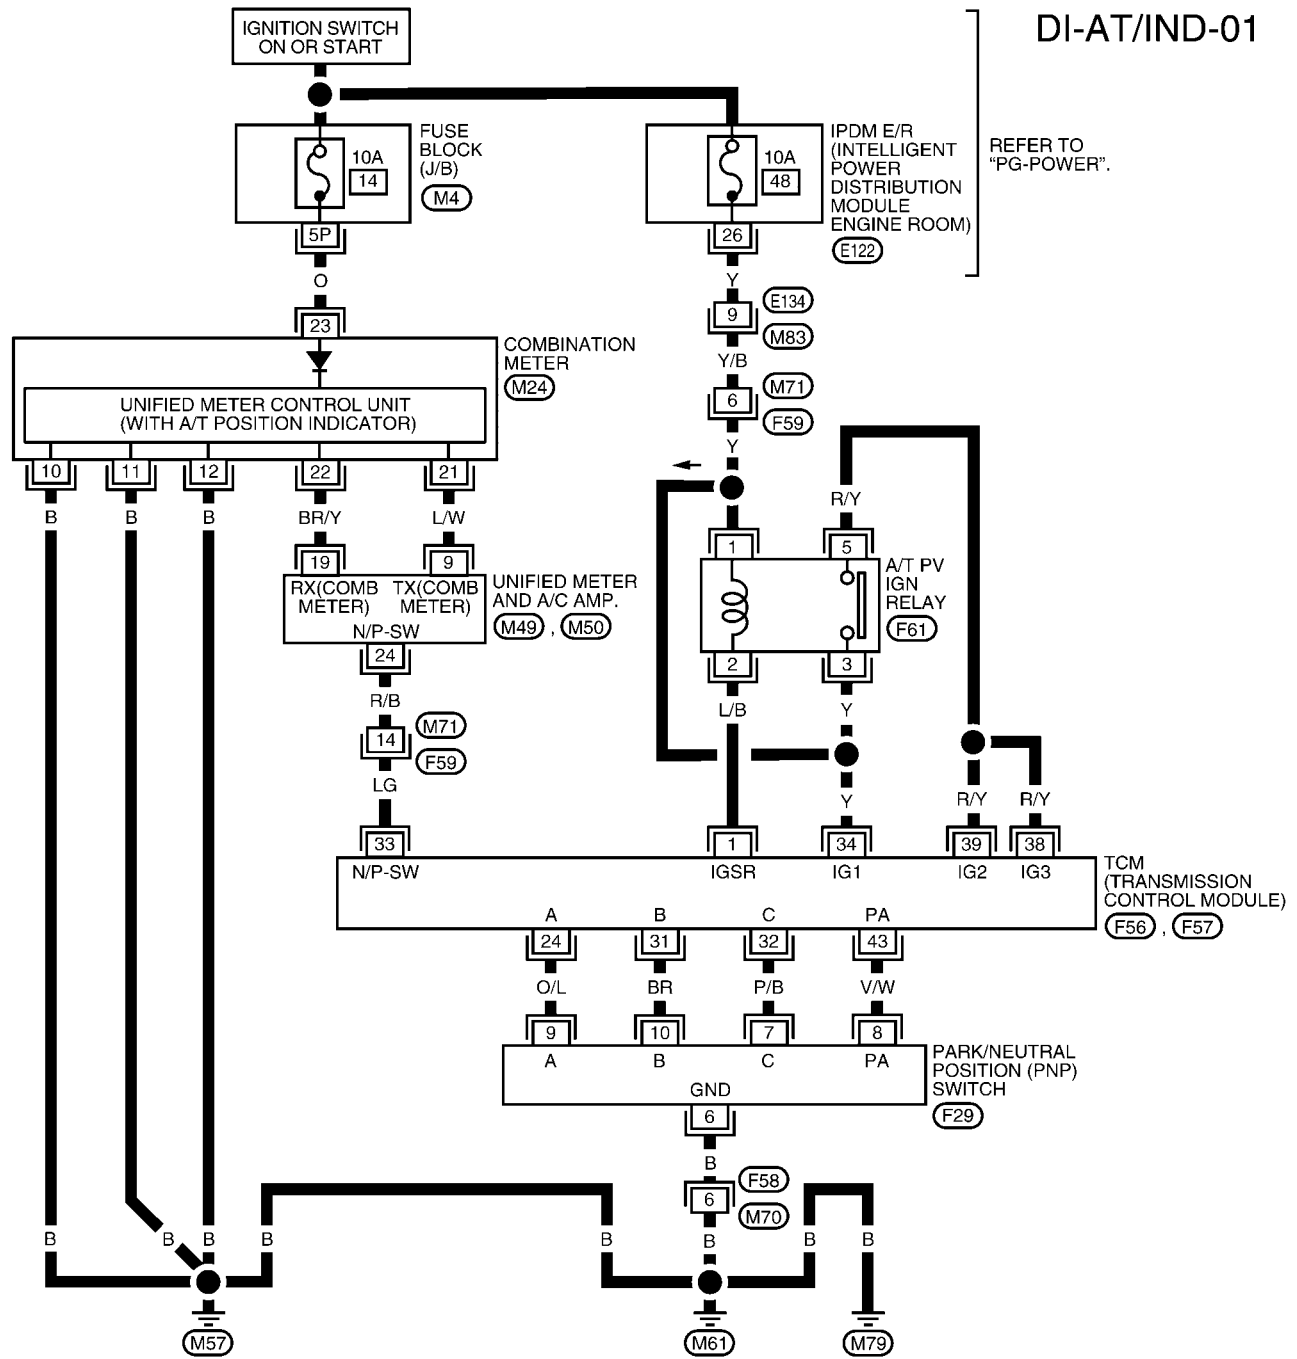 DI-AT/IND-01
IGNITION SWITCH
ON OR START
FUSE
BLOCK
(J/B)
M4
10A
14
5P
IPDM E/R
(INTELLIGENT
POWER
DISTRIBUTION
MODULE
ENGINE ROOM)
E122
10A
48
26
REFER TO
“PG-POWER”.
O
23
Y
9
E134
M83
Y/B
6
M71
F59
Y
COMBINATION
METER
M24
UNIFIED METER CONTROL UNIT
(WITH A/T POSITION INDICATOR)
10
11
12
22
21
B
B
B
BR/Y
L/W
19
9
RX(COMB
METER)
TX(COMB
METER)
N/P-SW
UNIFIED METER
AND A/C AMP.
M49 , M50
24
R/B
14
M71
F59
LG
33
R/Y
1
5
A/T PV
IGN
RELAY
F61
2
3
L/B
Y
Y
R/Y
R/Y
1
34
39
38
N/P-SW
IGSR
IG1
IG2
IG3
TCM
(TRANSMISSION
CONTROL MODULE)
F56 , F57
A
B
C
PA
24
31
32
43
O/L
BR
P/B
V/W
9
10
7
8
A
B
C
PA
GND
PARK/NEUTRAL
POSITION (PNP)
SWITCH
F29
6
B
6
F58
M70
B
B
B
B
B
B
B
B
M57
M61
M79